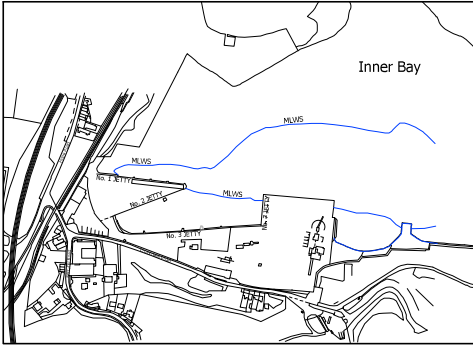 Inner Bay
MLWS
MLWS
No. 1 JETTY
MLWS
No. 2 JETTY
No. 3 JETTY